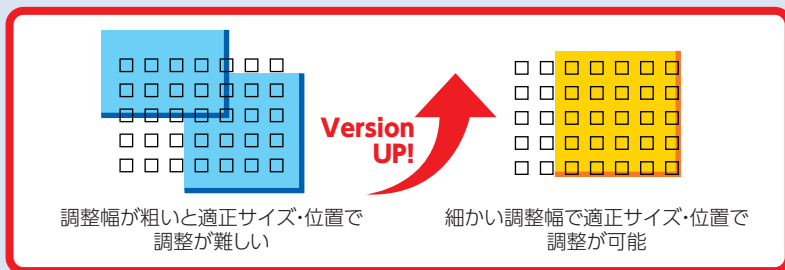 Version
UP!
調整幅が粗いと適正サイズ・位置で
調整が難しい
細かい調整幅で適正サイズ・位置で
調整が可能